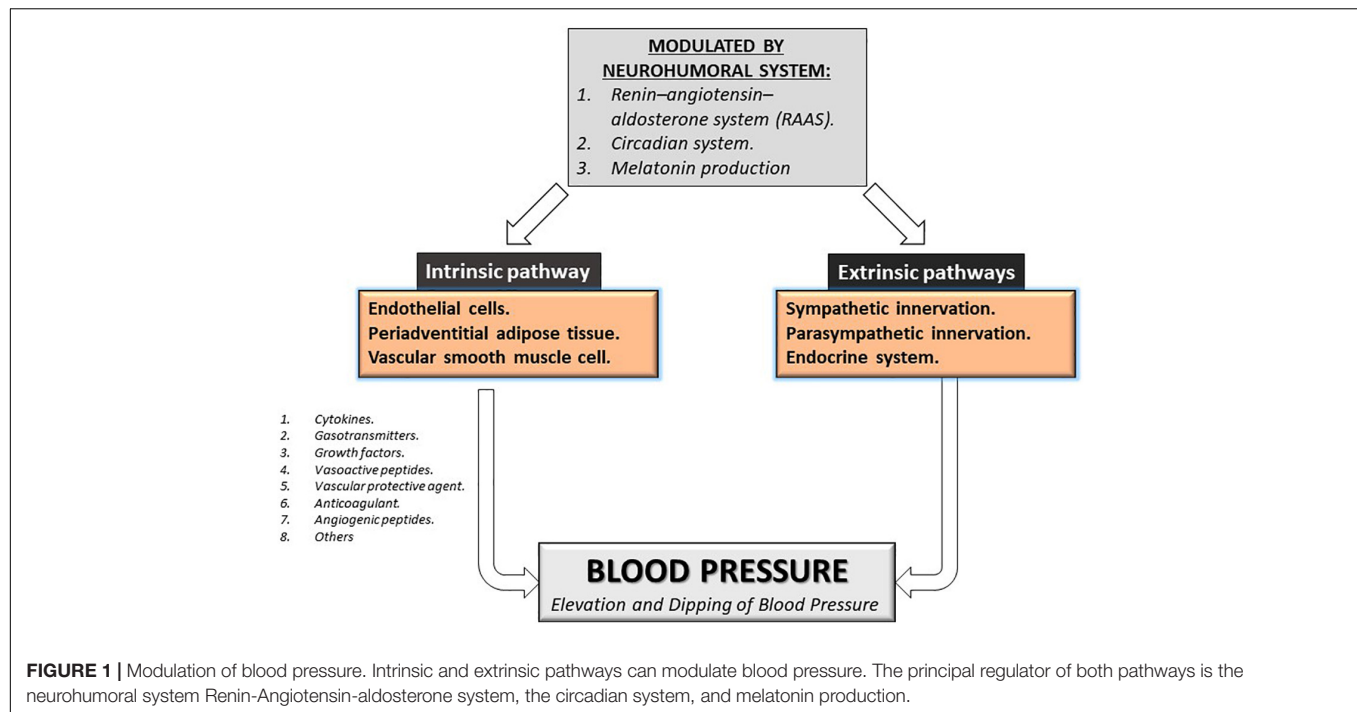 MODULATED BY
NEUROHUMORAL SYSTEM:
1. Renin–angiotensin–
aldosterone system (RAAS).
2. Circadian system.
3. Melatonin production
Intrinsic pathway
Endothelial cells.
Periadventitial adipose tissue.
Vascular smooth muscle cell.
Extrinsic pathways
Sympathetic innervation.
Parasympathetic innervation.
Endocrine system.
1. Cytokines.
2. Gasotransmitters.
3. Growth factors.
4. Vasoactive peptides.
5. Vascular protective agent.
6. Anticoagulant.
7. Angiogenic peptides.
8. Others
BLOOD PRESSURE
Elevation and Dipping of Blood Pressure
FIGURE 1 | Modulation of blood pressure. Intrinsic and extrinsic pathways can modulate blood pressure. The principal regulator of both pathways is the
neurohumoral system Renin-Angiotensin-aldosterone system, the circadian system, and melatonin production.